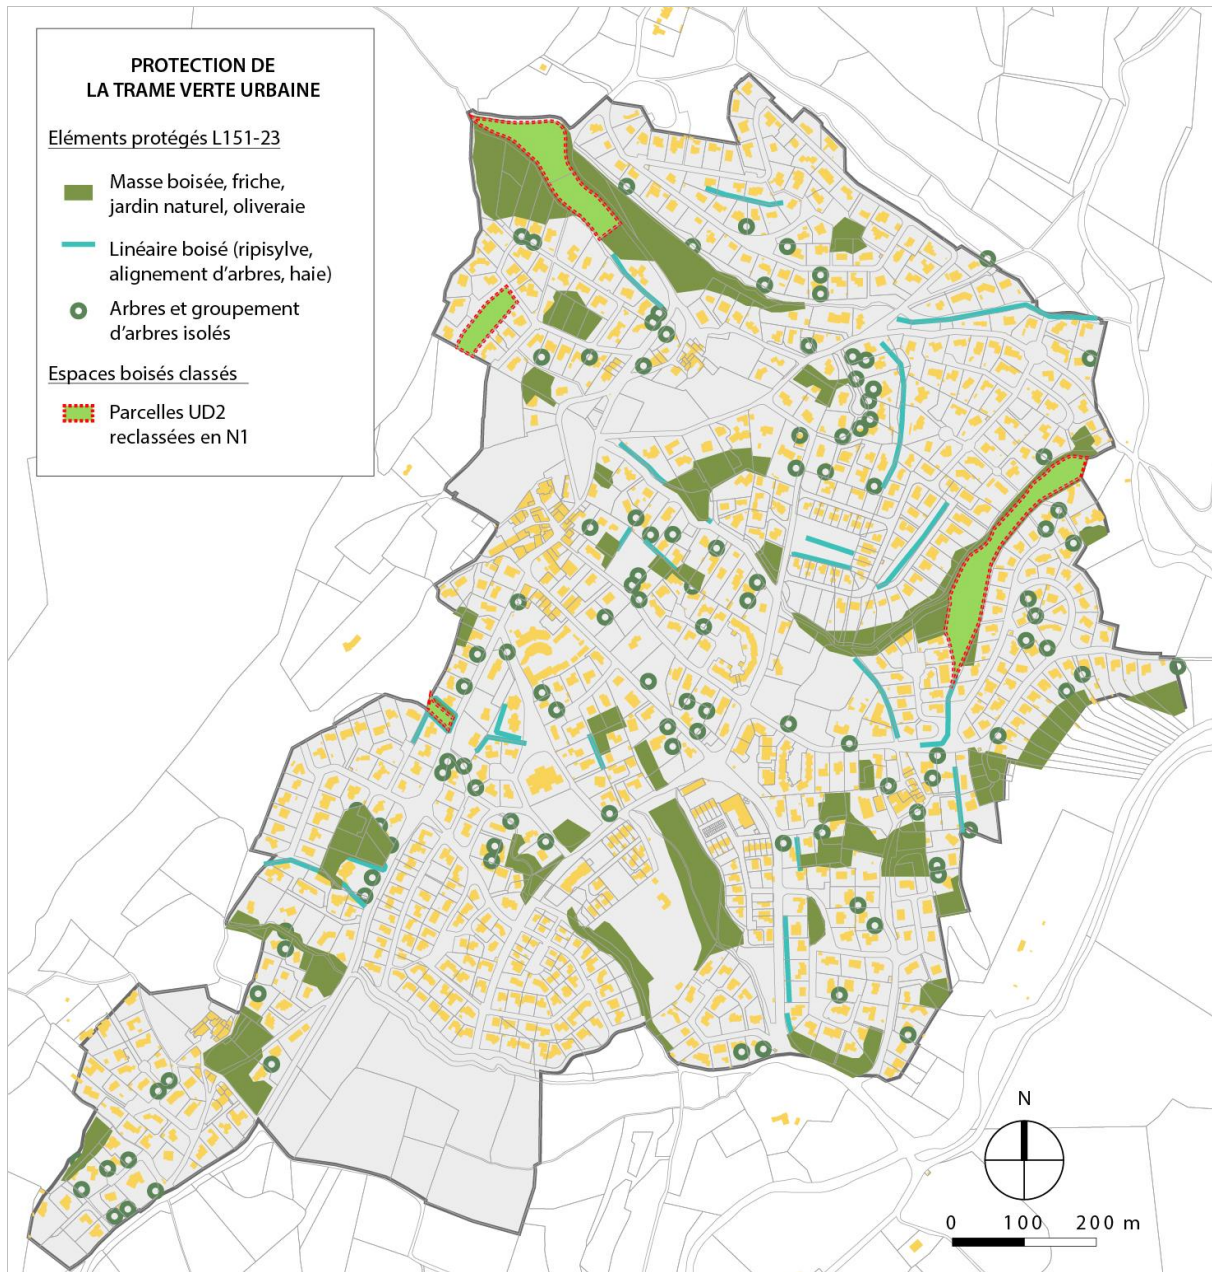 PROTECTION DE
LA TRAME VERTE URBAINE
Eléments protégés L151-23
Masse boisée, friche,
jardin naturel, oliveraie
Linéaire boisé (ripisylve,
alignement d'arbres, haie)
Arbres et groupement
d'arbres isolés
Espaces boisés classés
Parcelles UD2
reclassées en N1
N
0 100 200 m